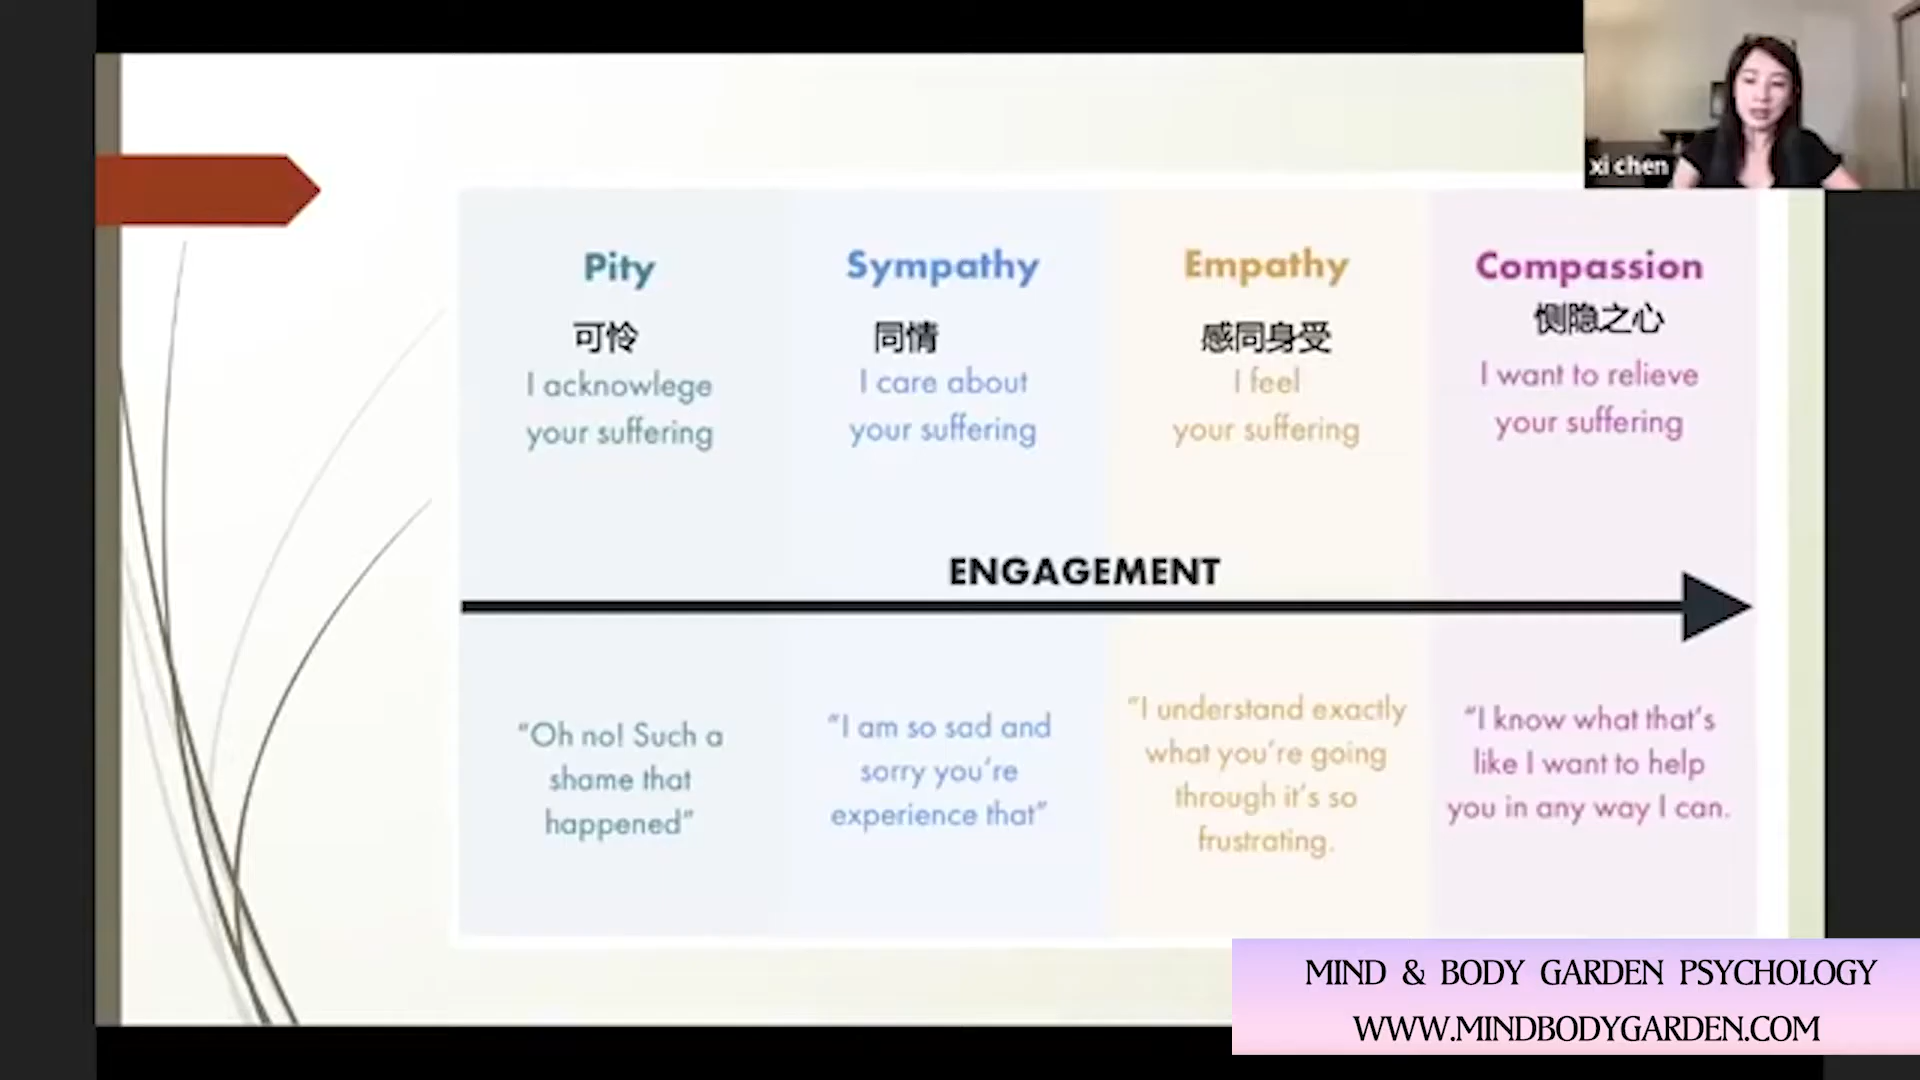 xi chen
Pity
可怜
I acknowlege
your suffering
Sympathy
同情
I care about
your suffering
Empathy
感同身受
I feel
your suffering
Compassion
恻隐之心
I want to relieve
your suffering
ENGAGEMENT
“Oh no! Such a
shame that
happened”
“I am so sad and
sorry you’re
experience that”
“I understand exactly
what you’re going
through it’s so
frustrating.
“I know what that’s
like I want to help
you in any way I can.
MIND & BODY GARDEN PSYCHOLOGY
WWW.MINDBODYGARDEN.COM